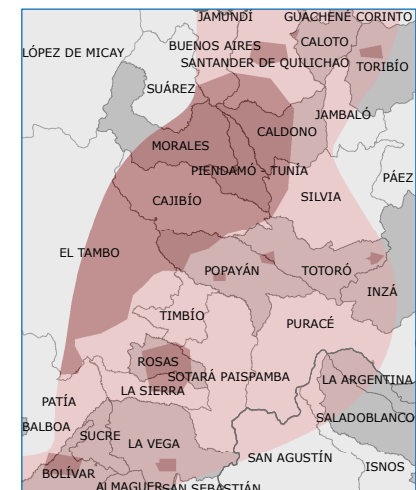 JAMUNDÍ
GUACHENÉ CORINTO
BUENOS AIRES
CALOTO
LÓPEZ DE MICAY
SANTANDER DE QUILICHAO
TORIBÍO
SUÁREZ
JAMBALÓ
CALDONO
MORALES
PIENDAMÓ - TUNÍA
PÁEZ
CAJIBÍO
SILVIA
EL TAMBO
POPAYÁN
TOTORÓ
INZÁ
TIMBÍO
PURACÉ
ROSAS
SOTARÁ PAISPAMBA
LA ARGENTINA
LA SIERRA
PATÍA
SALADOBLANCO
BALBOA
SUCRE
LA VEGA
SAN AGUSTÍN
ISNOS
BOLÍVAR
ALMAGUER
SAN SEBASTIÁN